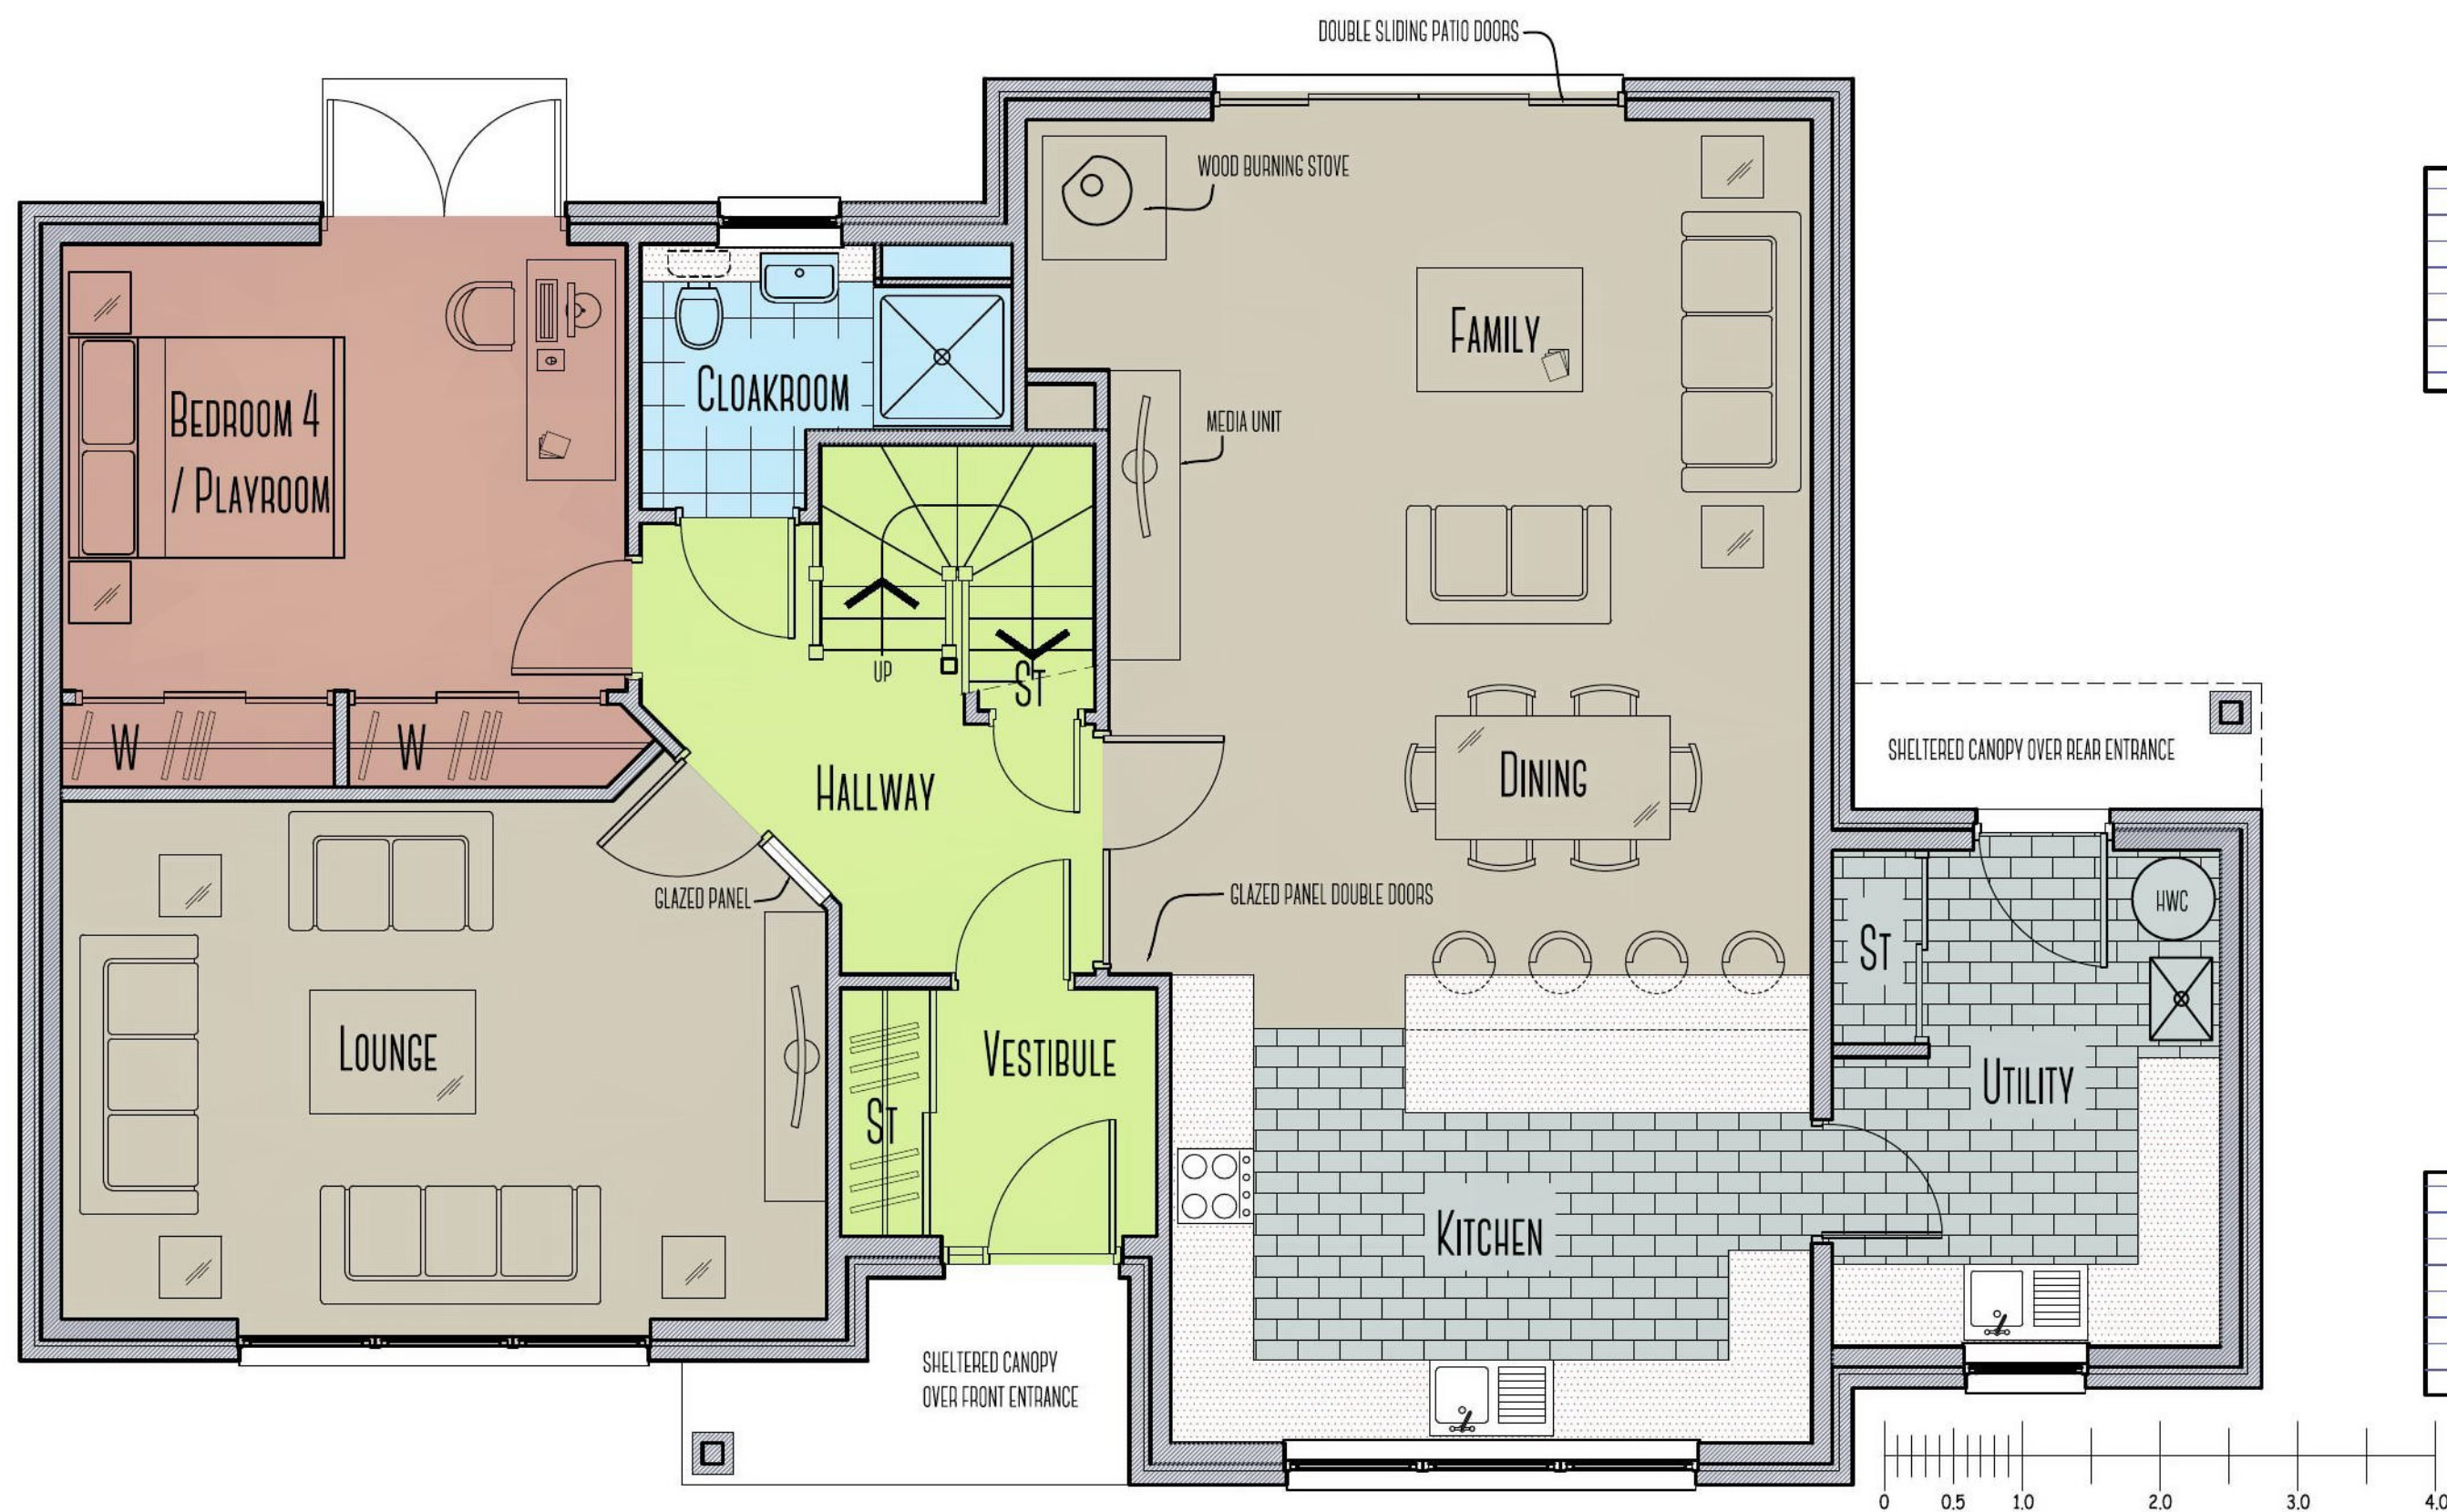 DOUBLE SLIDING PATIO DOORS
WOOD BURNING STOVE
FAMILY
BEDROOM 4
/ PLAYROOM
CLOAKROOM
MEDIA UNIT
UP
ST
W
W
HALLWAY
DINING
SHELTERED CANOPY OVER REAR ENTRANCE
GLAZED PANEL
GLAZED PANEL DOUBLE DOORS
HWC
ST
LOUNGE
VESTIBULE
UTILITY
ST
KITCHEN
SHELTERED CANOPY
OVER FRONT ENTRANCE
0 0.5 1.0 2.0 3.0 4.0